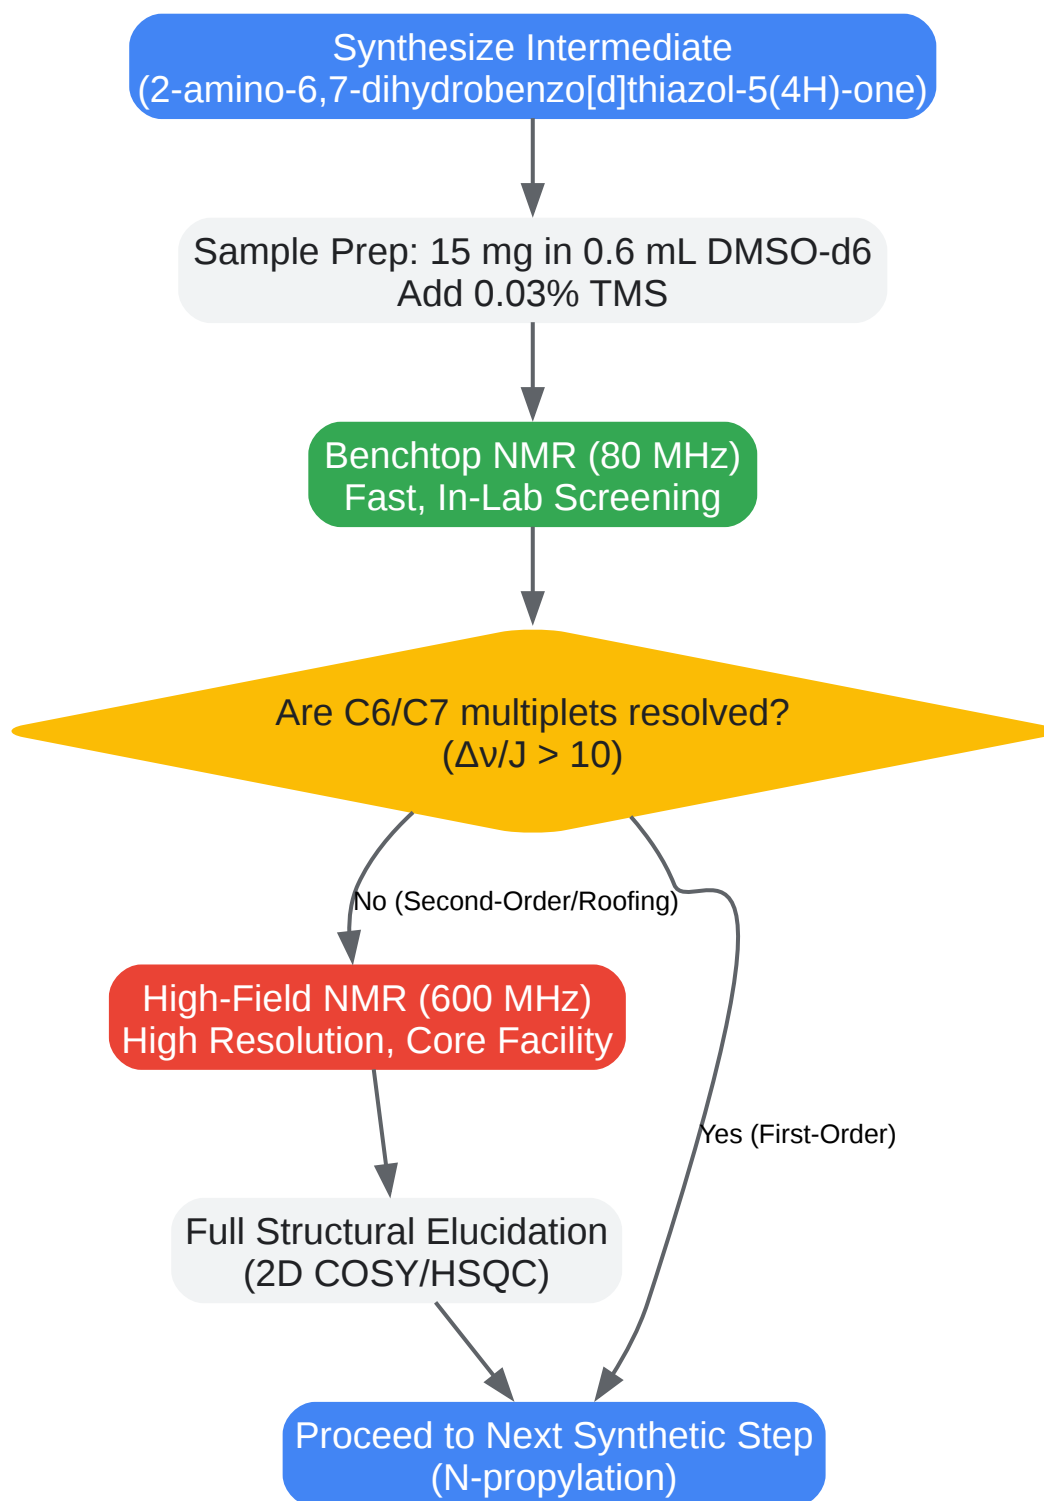 Synthesize Intermediate
(2-amino-6,7-dihydrobenzo[d]thiazol-5(4H)-one)
Sample Prep: 15 mg in 0.6 mL DMSO-d6
Add 0.03% TMS
Benchtop NMR (80 MHz)
Fast, In-Lab Screening
Are C6/C7 multiplets resolved?
(Δν/J > 10)
No (Second-Order/Roofing)
High-Field NMR (600 MHz)
High Resolution, Core Facility
Yes (First-Order)
Full Structural Elucidation
(2D COSY/HSQC)
Proceed to Next Synthetic Step
(N-propylation)